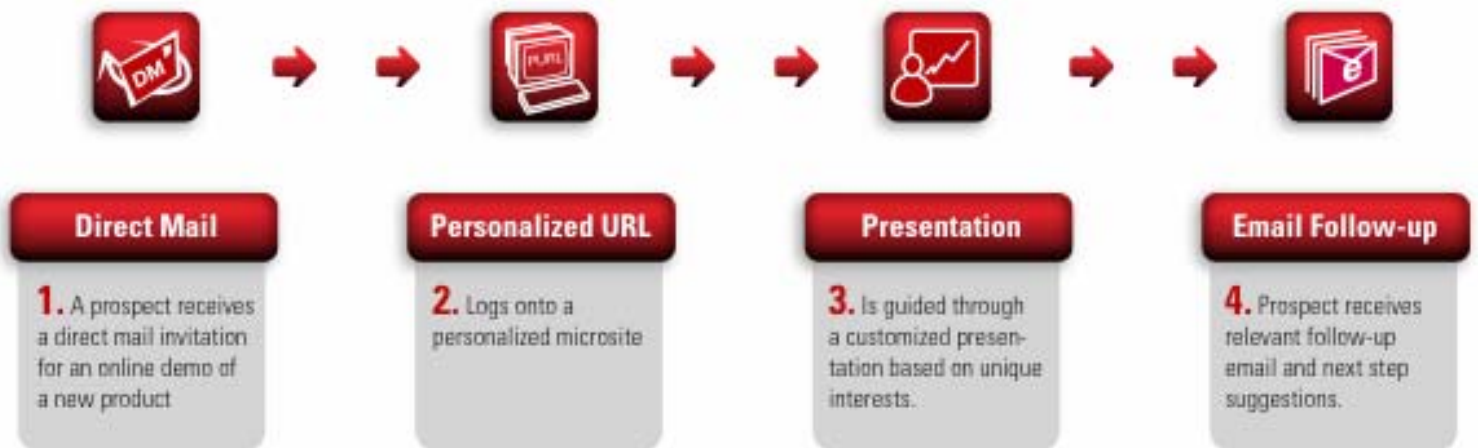 DM
PURL
e
Direct Mail
1. A prospect receives
a direct mail invitation
for an online demo of
a new product
Personalized URL
2. Logs onto a
personalized microsite
Presentation
3. Is guided through
a customized presen-
tation based on unique
interests.
Email Follow-up
4. Prospect receives
relevant follow-up
email and next step
suggestions.